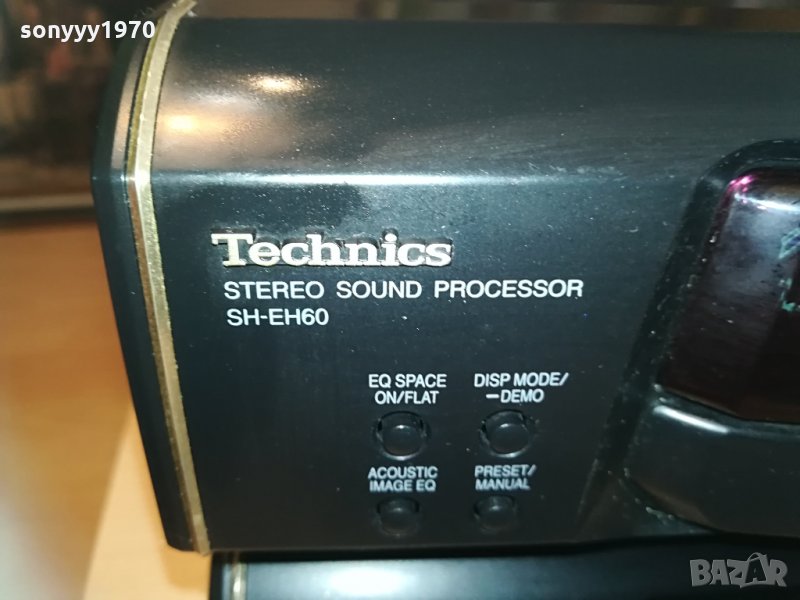 sonyyy1970
Technics
STEREO SOUND PROCESSOR
SH-EH60
EQ SPACE
ON/FLAT
DISP MODE/
–DEMO
ACOUSTIC
IMAGE EQ
PRESET/
MANUAL
BAZAR